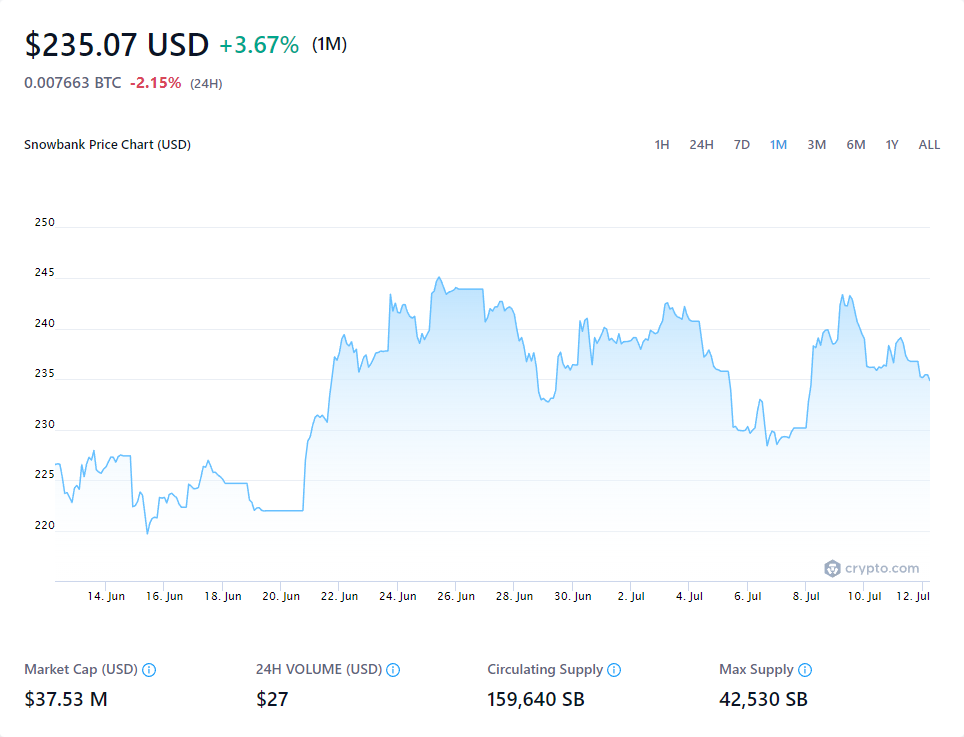 $235.07 USD +3.67% (1M)
0.007663 BTC -2.15% (24H)
Snowbank Price Chart (USD) 1H 24H 7D 1M 3M 6M 1Y ALL
250
245
240
235
230
225
220
crypto.com
14. Jun 16. Jun 18. Jun 20. Jun 22. Jun 24. Jun 26. Jun 28. Jun 30. Jun 2. Jul 4. Jul 6. Jul 8. Jul 10. Jul 12. Jul
Market Cap (USD) 24H VOLUME (USD) Circulating Supply Max Supply
$37.53 M $27 159,640 SB 42,530 SB